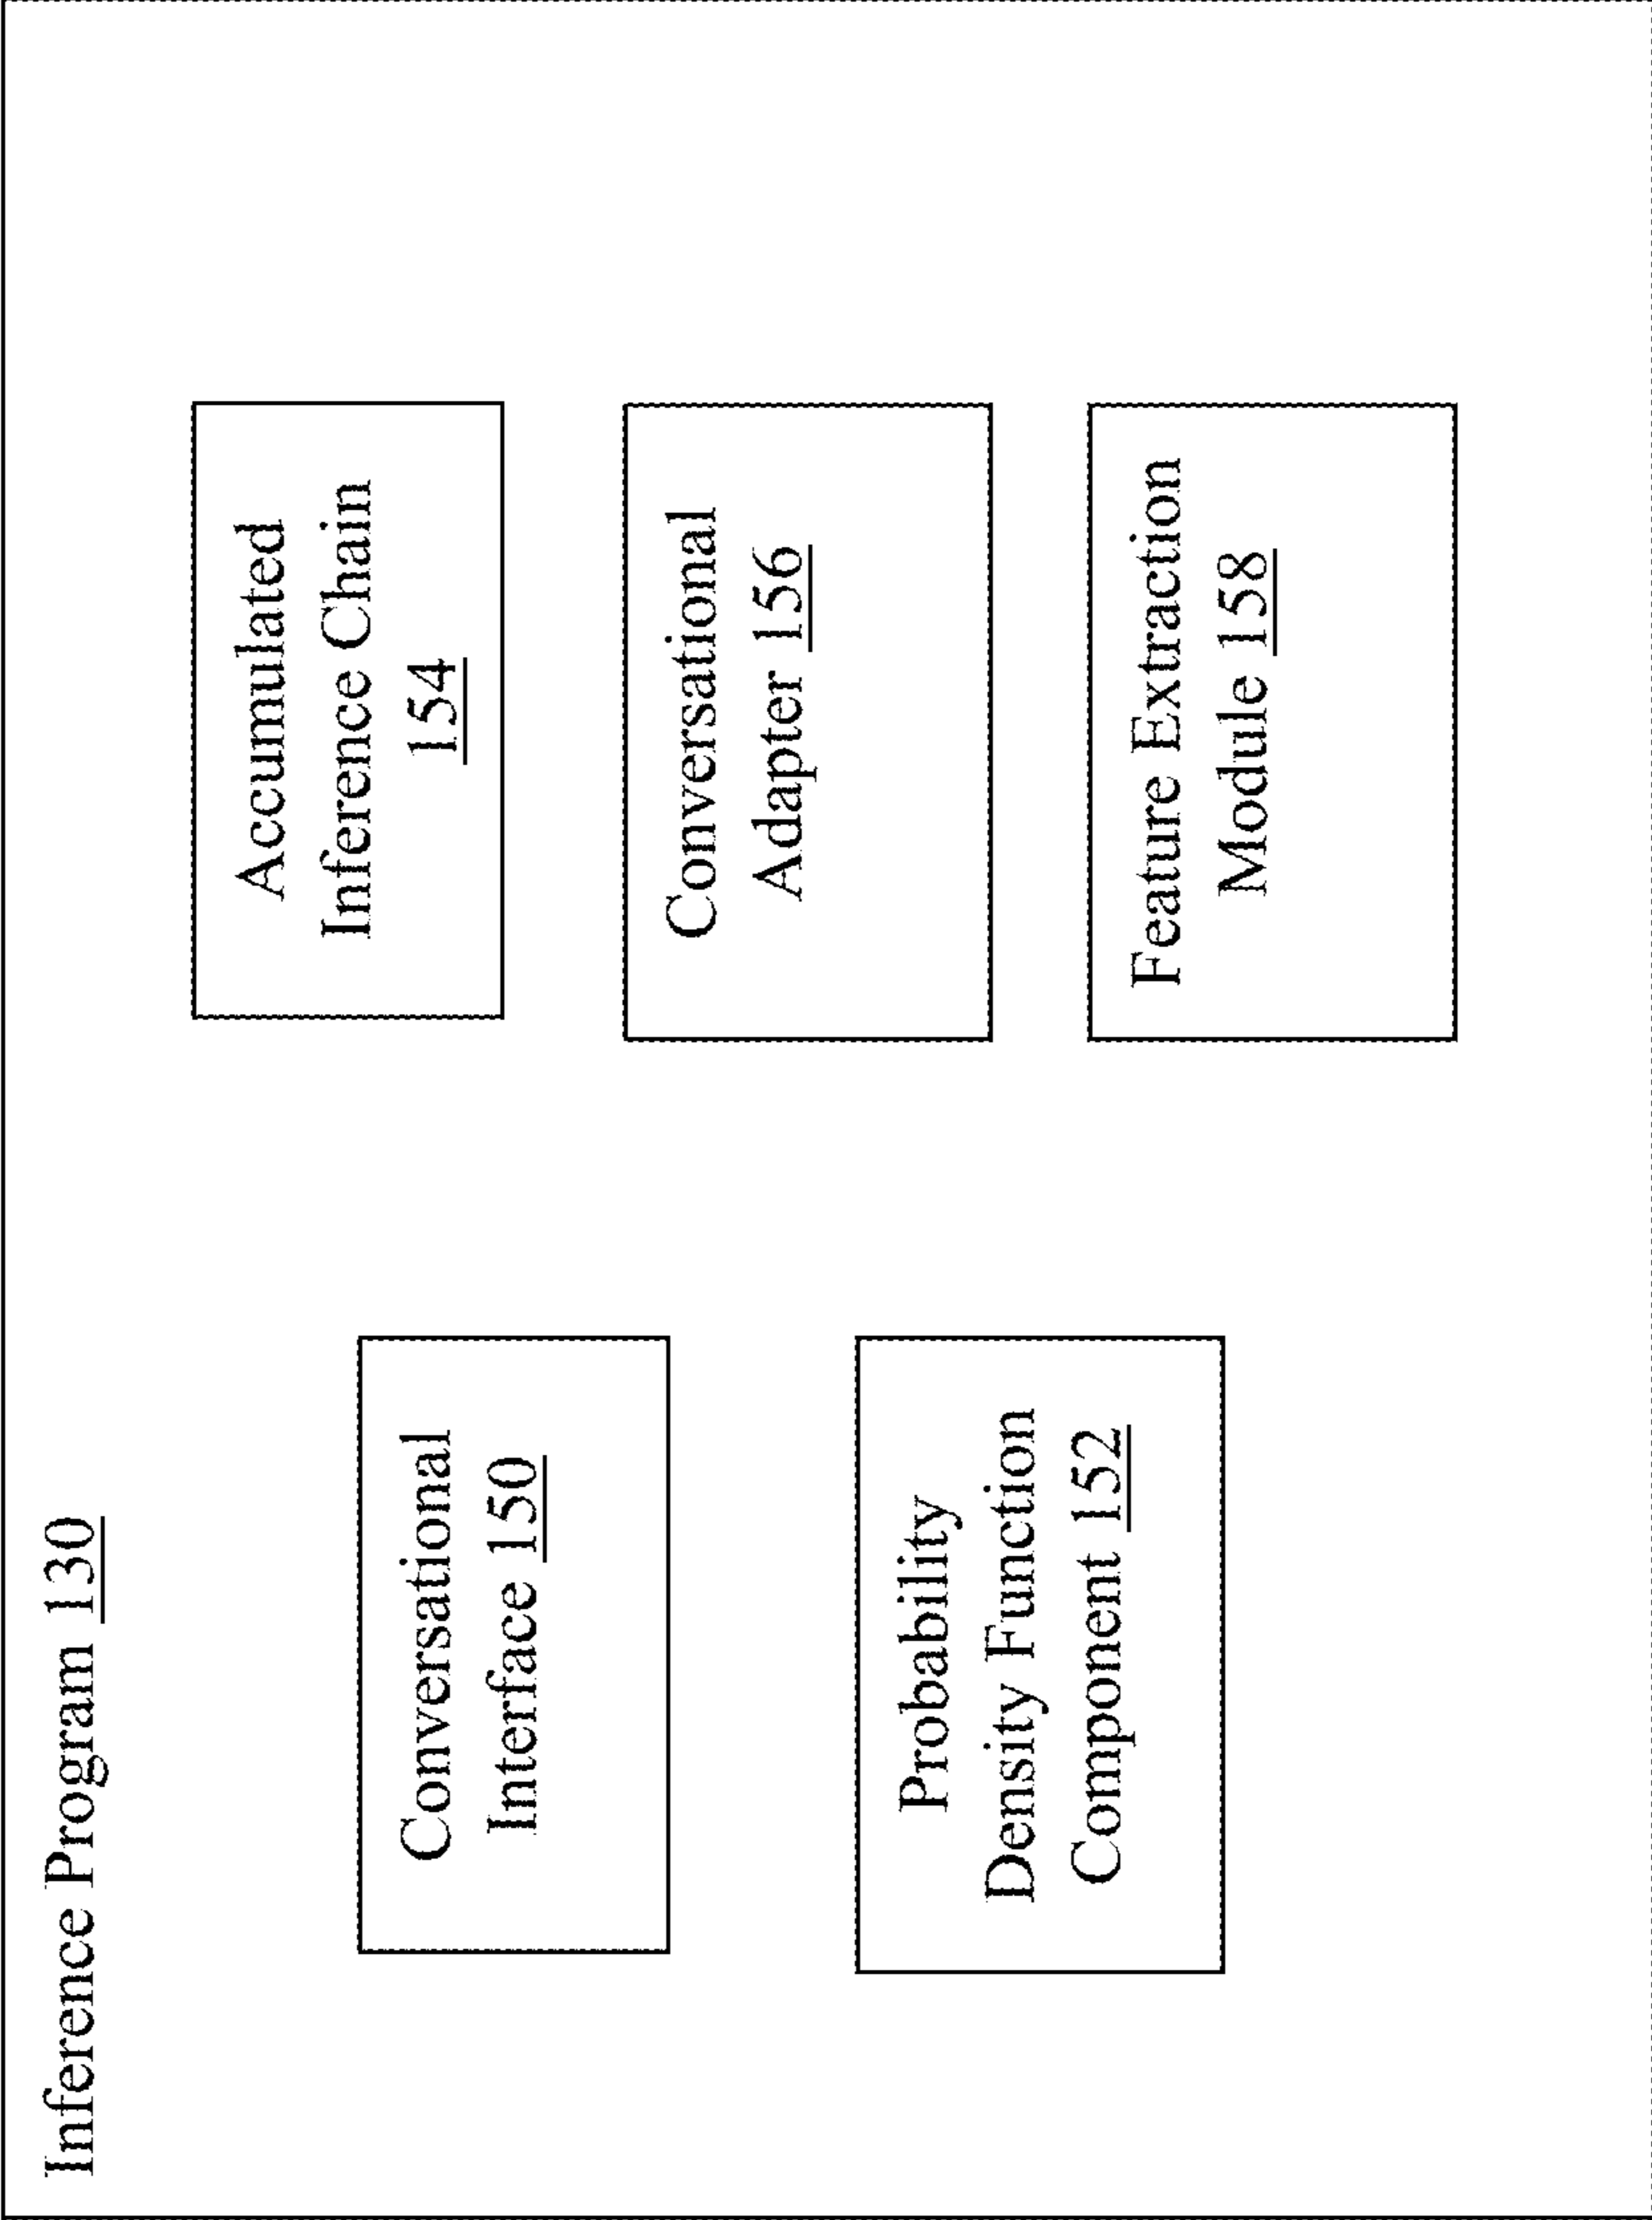 Inference Program 130
Conversational
Interface 150
Probability
Density Function
Component 152
Accumulated
Inference Chain
154
Conversational
Adapter 156
Feature Extraction
Module 158